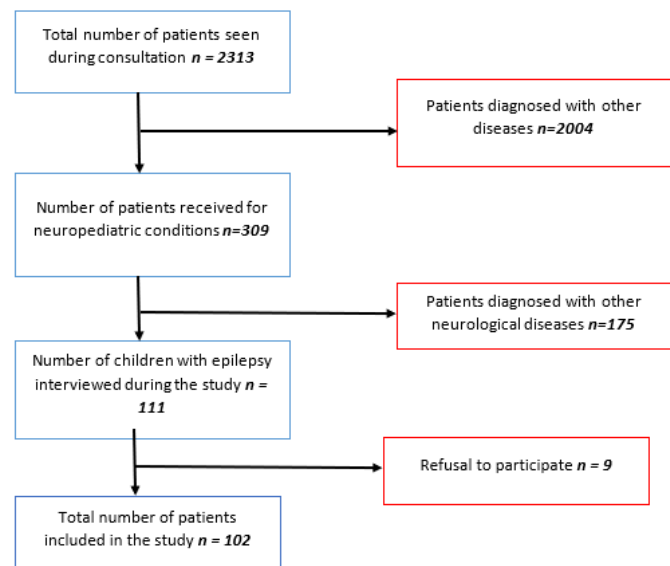 Total number of patients seen
during consultation n = 2313
Patients diagnosed with other
diseases n=2004
Number of patients received for
neuropediatric conditions n=309
Patients diagnosed with other
neurological diseases n=175
Number of children with epilepsy
interviewed during the study n =
111
Refusal to participate n = 9
Total number of patients
included in the study n = 102